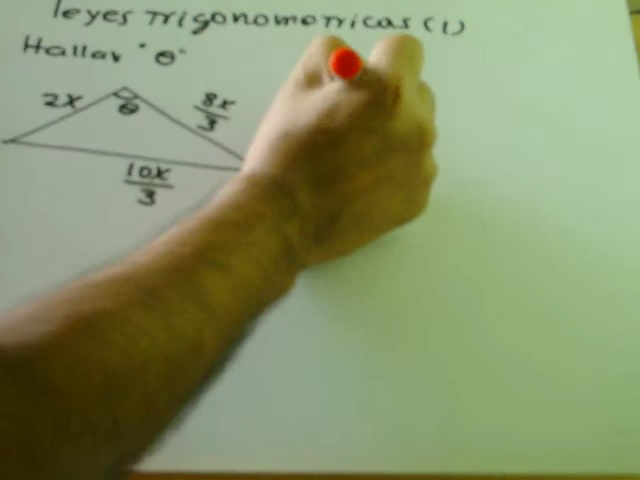 leyes trigonometricas (1)
Hallar "θ"
2x
θ
8x/3
10x/3